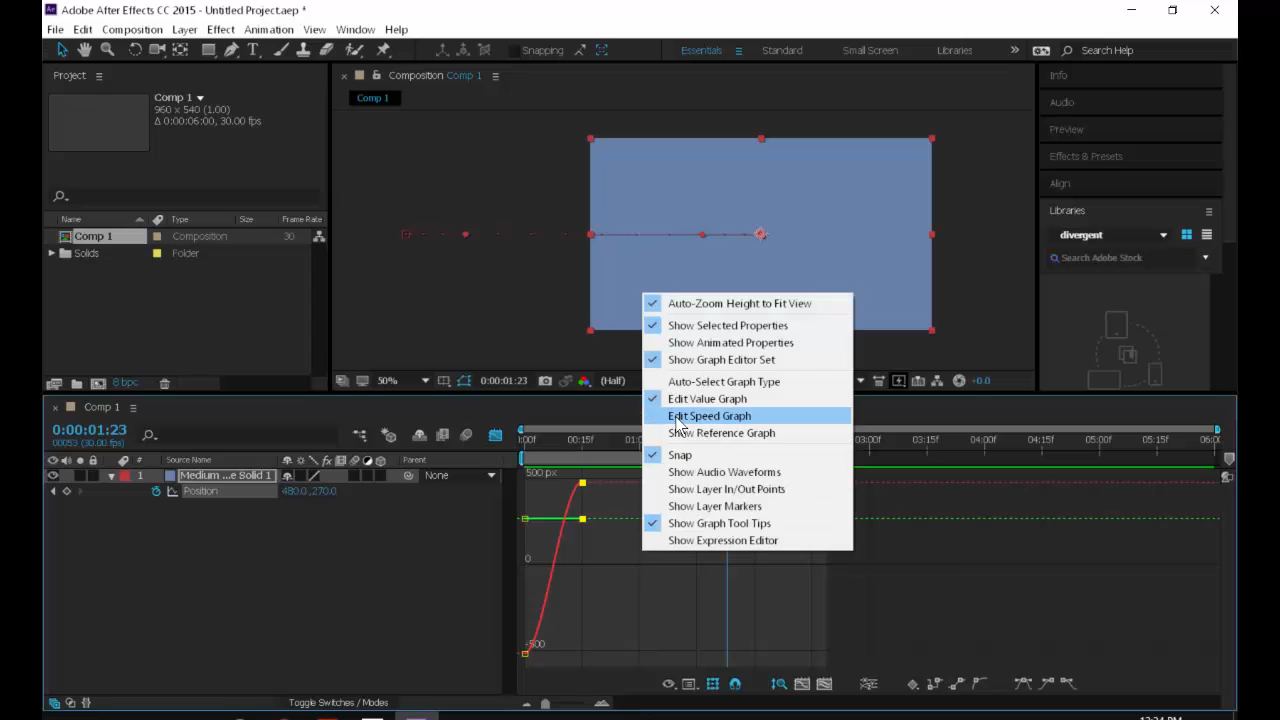 Adobe After Effects CC 2015 - Untitled Project.aep *
File Edit Composition Layer Effect Animation View Window Help
Snapping Essentials Standard Small Screen Libraries Search Help
Project
Comp 1
960 x 540 (1.00)
Δ 0:00:06:00, 30.00 fps
Name Type Size Frame Rate
Comp 1 Composition 30
Solids Folder
8 bpc
Composition Comp 1
Comp 1
50% 0:00:01:23 (Half) +0.0
Info
Audio
Preview
Effects & Presets
Align
Libraries
divergent
Search Adobe Stock
Auto-Zoom Height to Fit View
Show Selected Properties
Show Animated Properties
Show Graph Editor Set
Auto-Select Graph Type
Edit Value Graph
Edit Speed Graph
Show Reference Graph
Snap
Show Audio Waveforms
Show Layer In/Out Points
Show Layer Markers
Show Graph Tool Tips
Show Expression Editor
Comp 1
0:00:01:23
00053 (30.00 fps)
# Source Name Parent
1 Medium ...e Solid 1 None
Position 480.0, 270.0
:00f 00:15f 03:00f 03:15f 04:00f 04:15f 05:00f 05:15f 06:0
500 px
0
-500
Toggle Switches / Modes